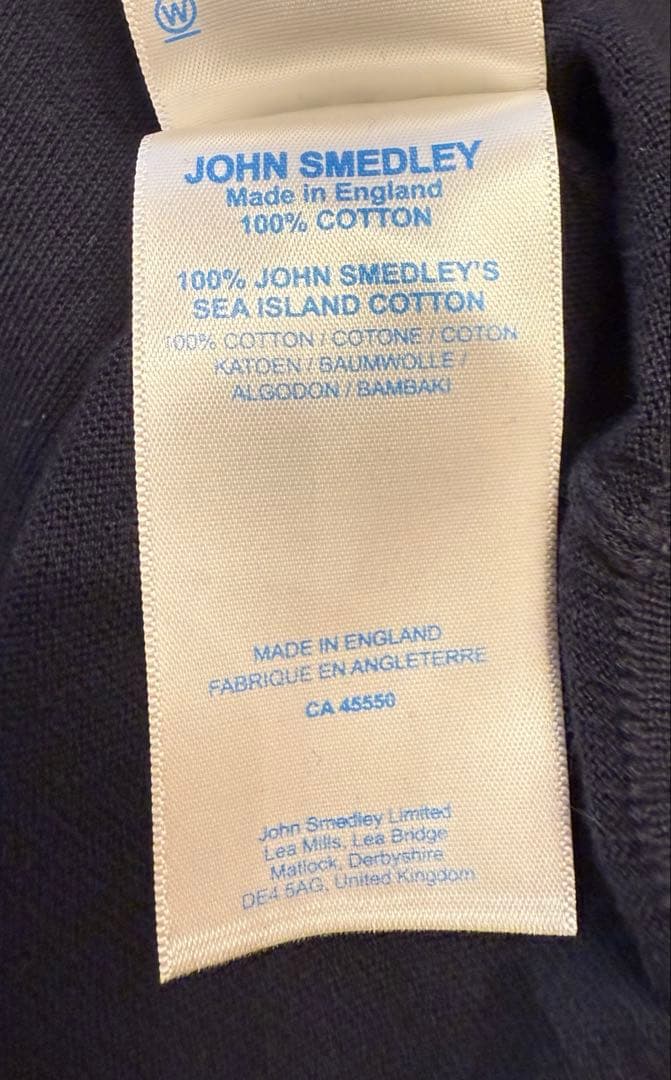 W
JOHN SMEDLEY
Made in England
100% COTTON
100% JOHN SMEDLEY'S
SEA ISLAND COTTON
100% COTTON / COTONE / COTON
KATOEN / BAUMWOLLE /
ALGODON / BAMBAKI
MADE IN ENGLAND
FABRIQUE EN ANGLETERRE
CA 45550
John Smedley Limited
Lea Mills, Lea Bridge
Matlock, Derbyshire
DE4 5AG, United Kingdom